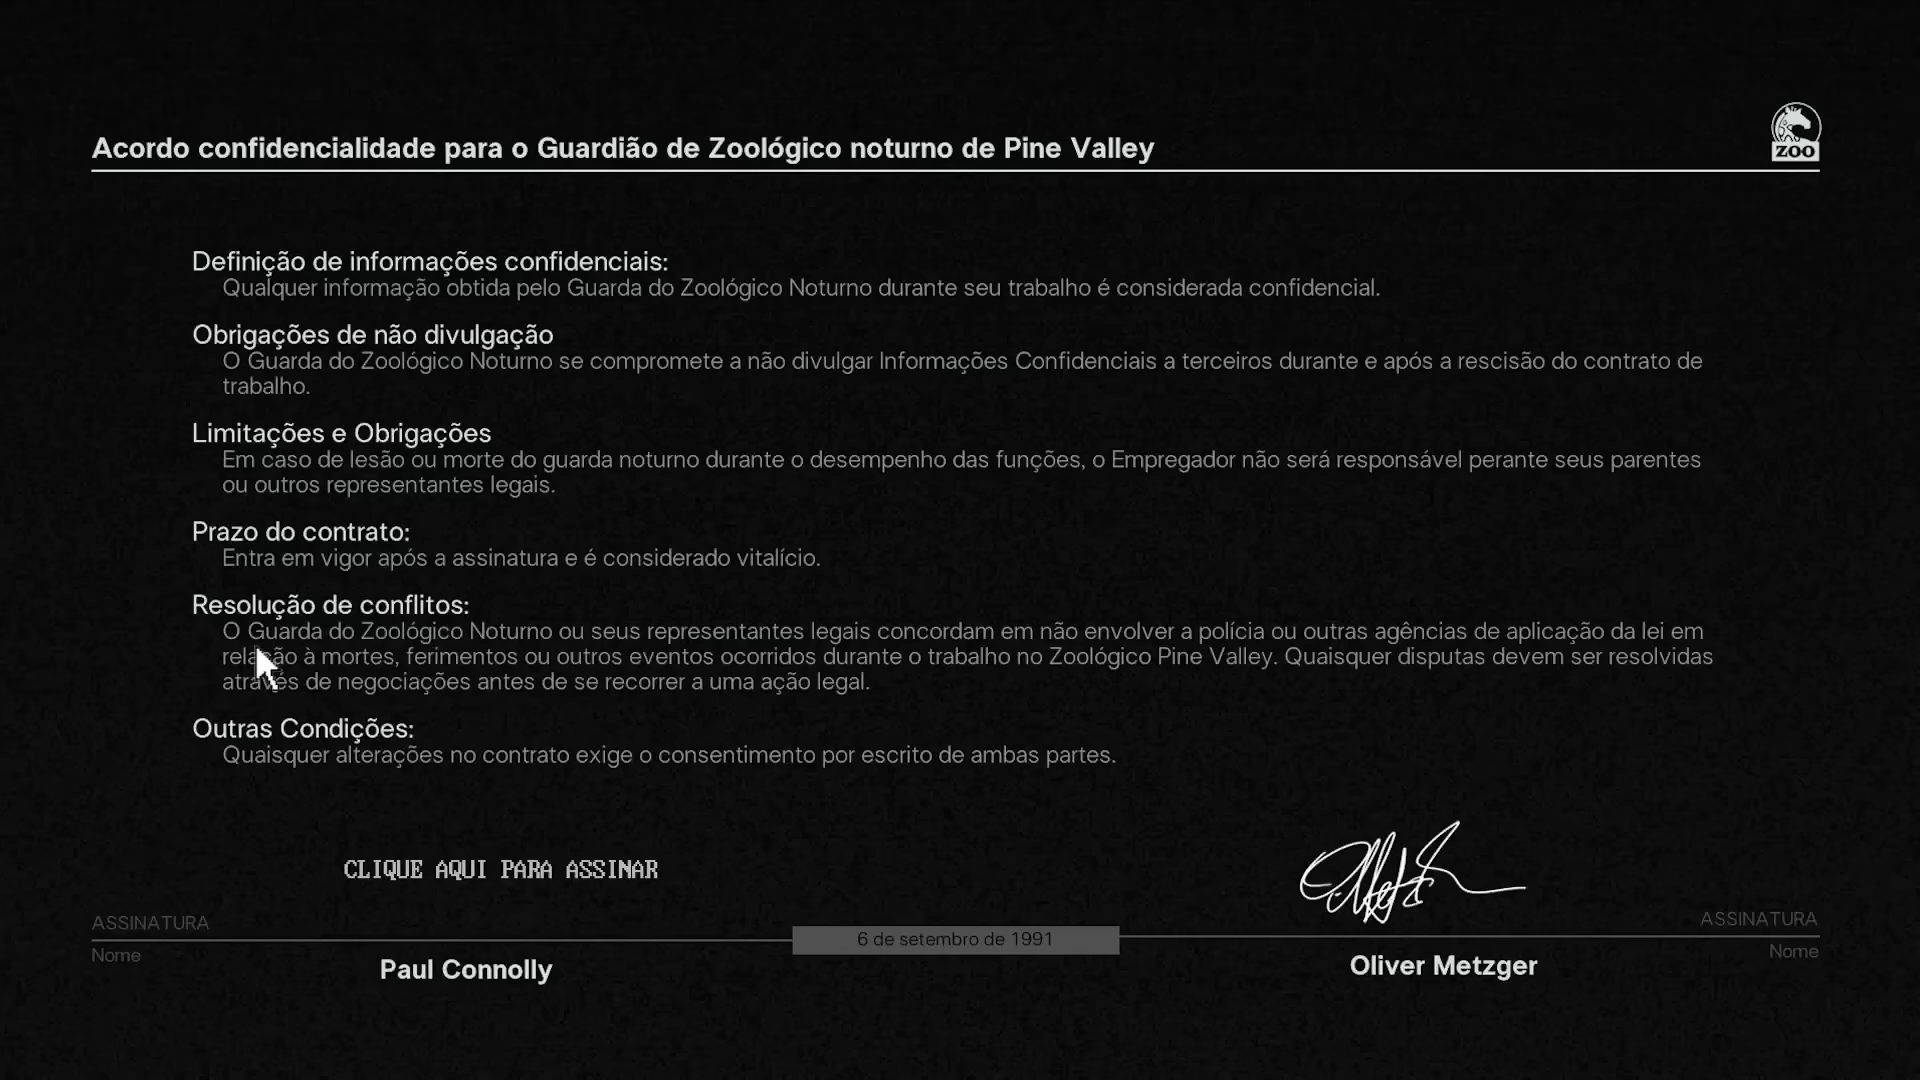 Acordo confidencialidade para o Guardião de Zoológico noturno de Pine Valley
ZOO
Definição de informações confidenciais:
Qualquer informação obtida pelo Guarda do Zoológico Noturno durante seu trabalho é considerada confidencial.
Obrigações de não divulgação
O Guarda do Zoológico Noturno se compromete a não divulgar Informações Confidenciais a terceiros durante e após a rescisão do contrato de
trabalho.
Limitações e Obrigações
Em caso de lesão ou morte do guarda noturno durante o desempenho das funções, o Empregador não será responsável perante seus parentes
ou outros representantes legais.
Prazo do contrato:
Entra em vigor após a assinatura e é considerado vitalício.
Resolução de conflitos:
O Guarda do Zoológico Noturno ou seus representantes legais concordam em não envolver a polícia ou outras agências de aplicação da lei em
relação à mortes, ferimentos ou outros eventos ocorridos durante o trabalho no Zoológico Pine Valley. Quaisquer disputas devem ser resolvidas
através de negociações antes de se recorrer a uma ação legal.
Outras Condições:
Quaisquer alterações no contrato exige o consentimento por escrito de ambas partes.
CLIQUE AQUI PARA ASSINAR
ASSINATURA
Nome
Paul Connolly
6 de setembro de 1991
ASSINATURA
Nome
Oliver Metzger